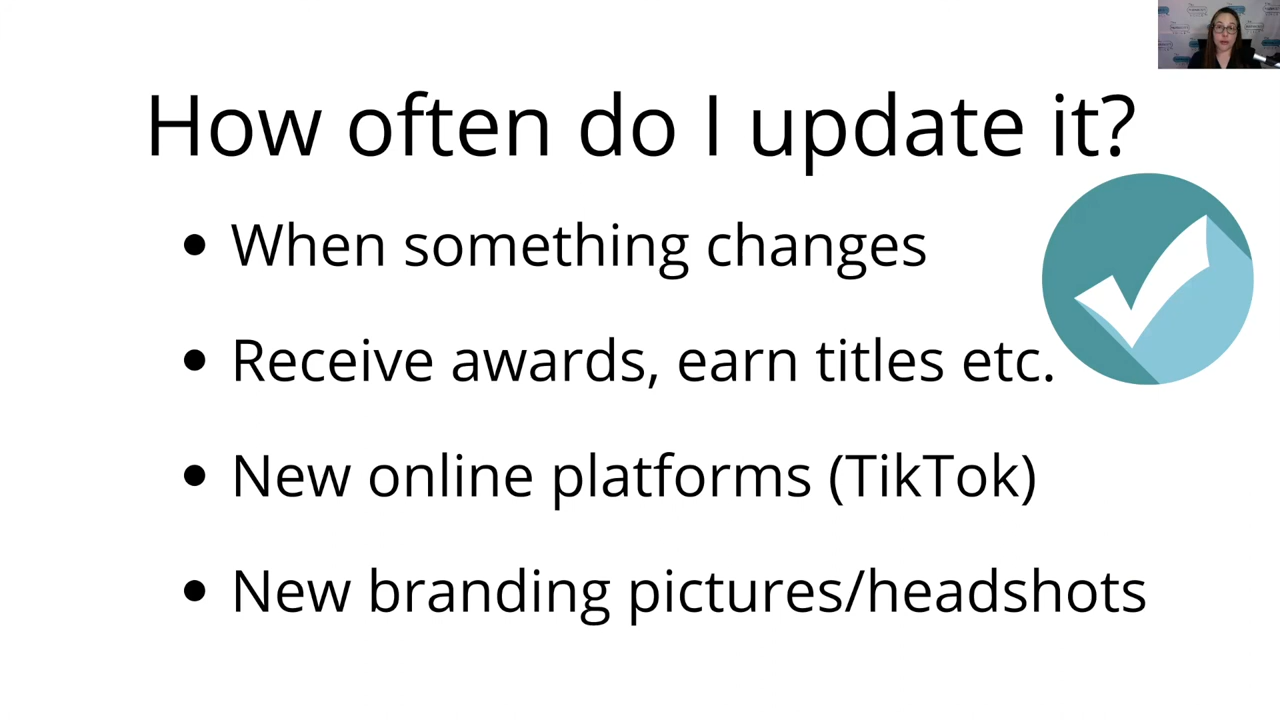 How often do I update it?
When something changes
Receive awards, earn titles etc.
New online platforms (TikTok)
New branding pictures/headshots